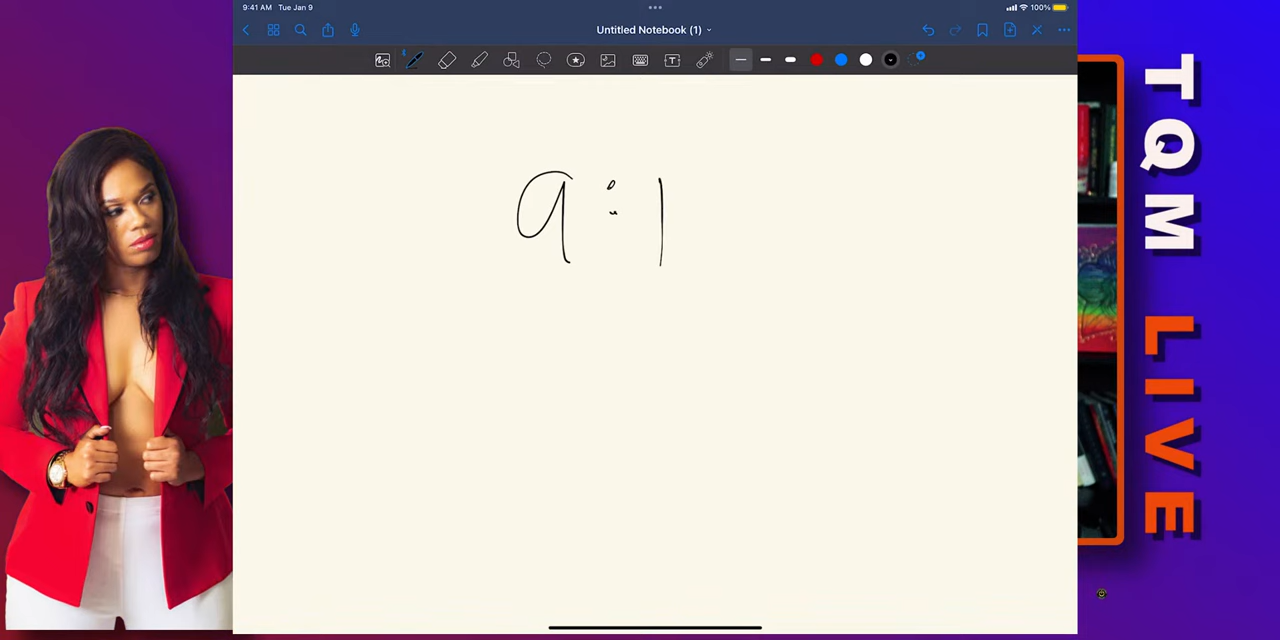 9:41 AM Tue Jan 9
100%
Untitled Notebook (1)
9:1
TQM LIVE